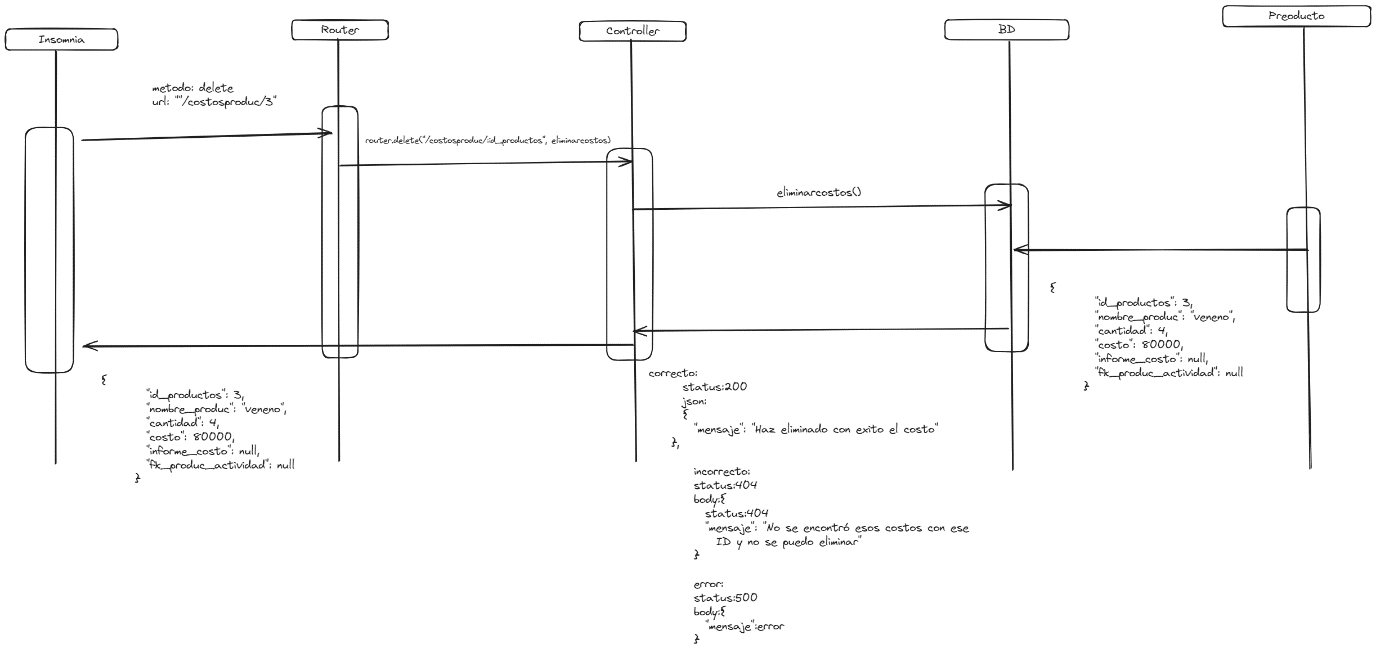 Insomnia
Router
Controller
BD
Preoducto
metodo: delete
url: ""/costosproduc/3"
router.delete("/costosproduc/:id_productos", eliminarcostos)
eliminarcostos()
{
"id_productos": 3,
"nombre_produc": "veneno",
"cantidad": 4,
"costo": 80000,
"informe_costo": null,
"fk_produc_actividad": null
}
{
"id_productos": 3,
"nombre_produc": "veneno",
"cantidad": 4,
"costo": 80000,
"informe_costo": null,
"fk_produc_actividad": null
}
correcto:
status:200
json:
{
"mensaje": "Haz eliminado con exito el costo"
},
incorrecto:
status:404
body:{
status:404
"mensaje": "No se encontró esos costos con ese
ID y no se puedo eliminar"
}
error:
status:500
body:{
"mensaje":error
}